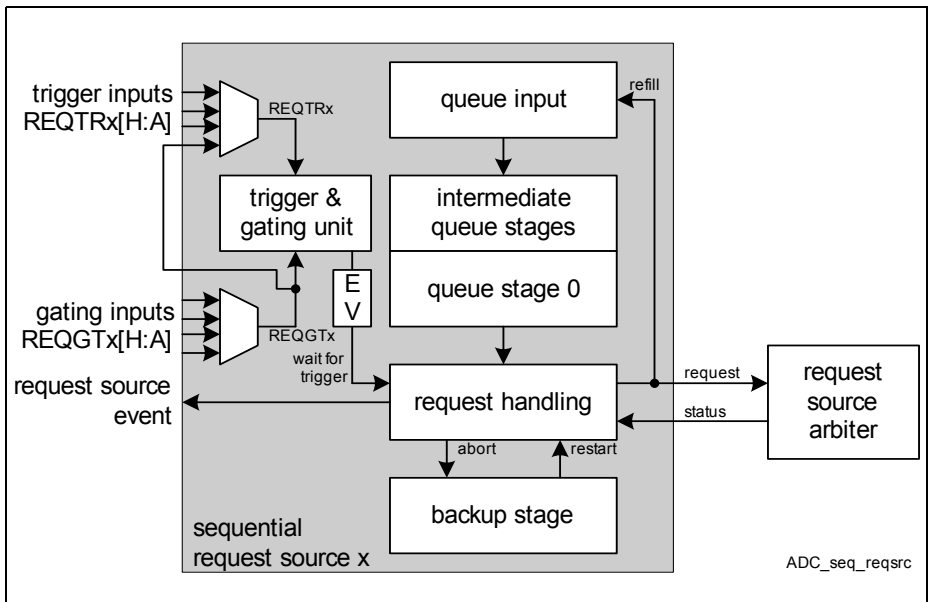 trigger inputs
REQTRx[H:A]
REQTRx
queue input
refill
trigger &
gating unit
intermediate
queue stages
E
V
queue stage 0
gating inputs
REQGTx[H:A]
REQGTx
wait for
trigger
request source
event
request handling
request
status
request
source
arbiter
abort
restart
backup stage
sequential
request source x
ADC_seq_reqsrc